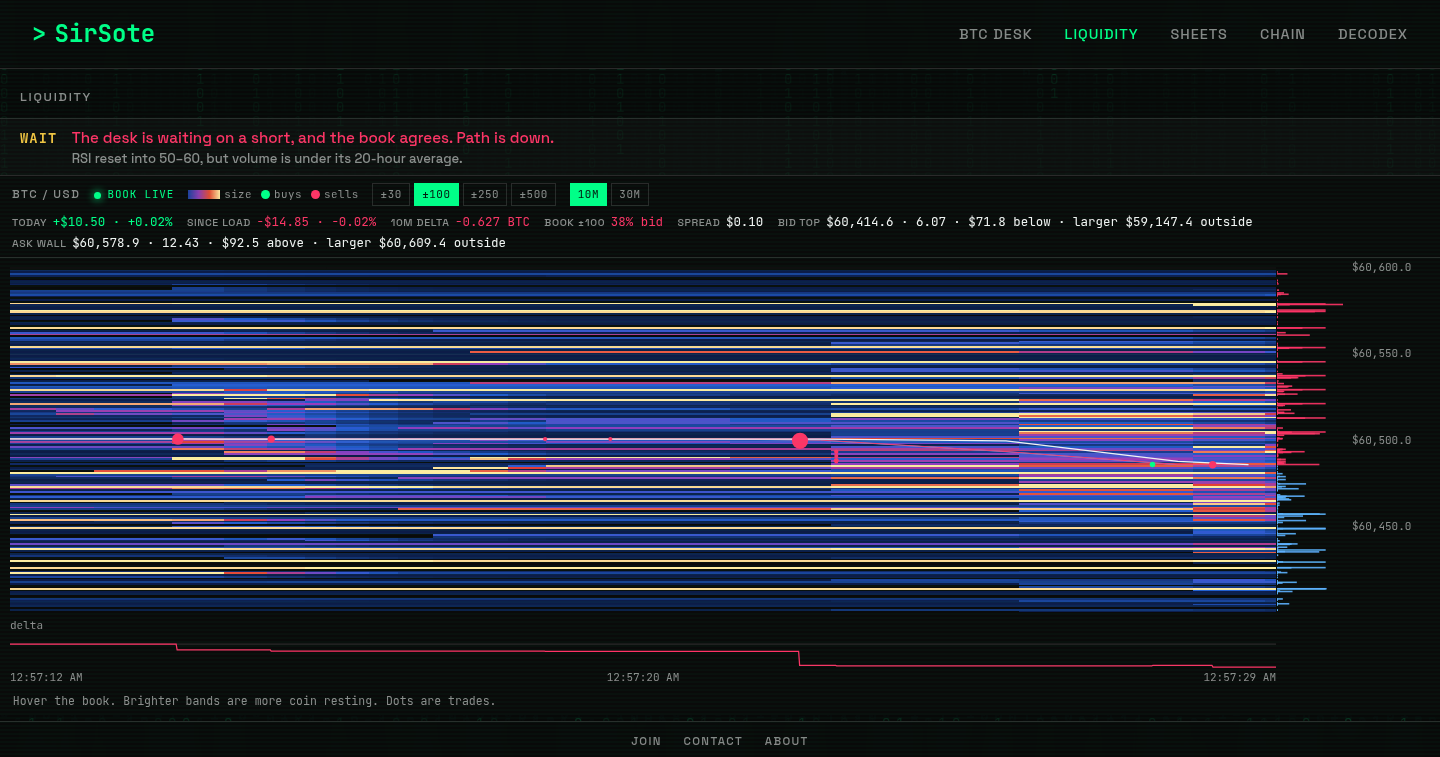 > SirSote
BTC DESK LIQUIDITY SHEETS CHAIN DECODEX
LIQUIDITY
WAIT The desk is waiting on a short, and the book agrees. Path is down.
RSI reset into 50–60, but volume is under its 20-hour average.
BTC / USD BOOK LIVE size buys sells ±30 ±100 ±250 ±500 10M 30M
TODAY +$10.50 · +0.02% SINCE LOAD -$14.85 · -0.02% 10M DELTA -0.627 BTC BOOK ±100 38% bid SPREAD $0.10 BID TOP $60,414.6 · 6.07 · $71.8 below · larger $59,147.4 outside
ASK WALL $60,578.9 · 12.43 · $92.5 above · larger $60,609.4 outside
$60,600.0
$60,550.0
$60,500.0
$60,450.0
delta
12:57:12 AM 12:57:20 AM 12:57:29 AM
Hover the book. Brighter bands are more coin resting. Dots are trades.
JOIN CONTACT ABOUT